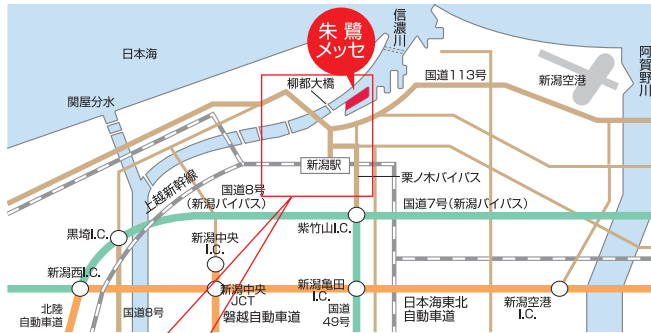 朱鷺
メッセ
信濃川
日本海
阿賀野川
柳都大橋
国道113号
新潟空港
関屋分水
新潟駅
栗ノ木バイパス
上越新幹線
国道8号
(新潟バイパス)
国道7号(新潟バイパス)
紫竹山I.C.
黒埼I.C.
新潟中央
I.C.
新潟西I.C.
新潟中央
JCT
新潟亀田
I.C.
新潟空港
I.C.
北陸
自動車道
国道8号
磐越自動車道
国道
49号
日本海東北
自動車道